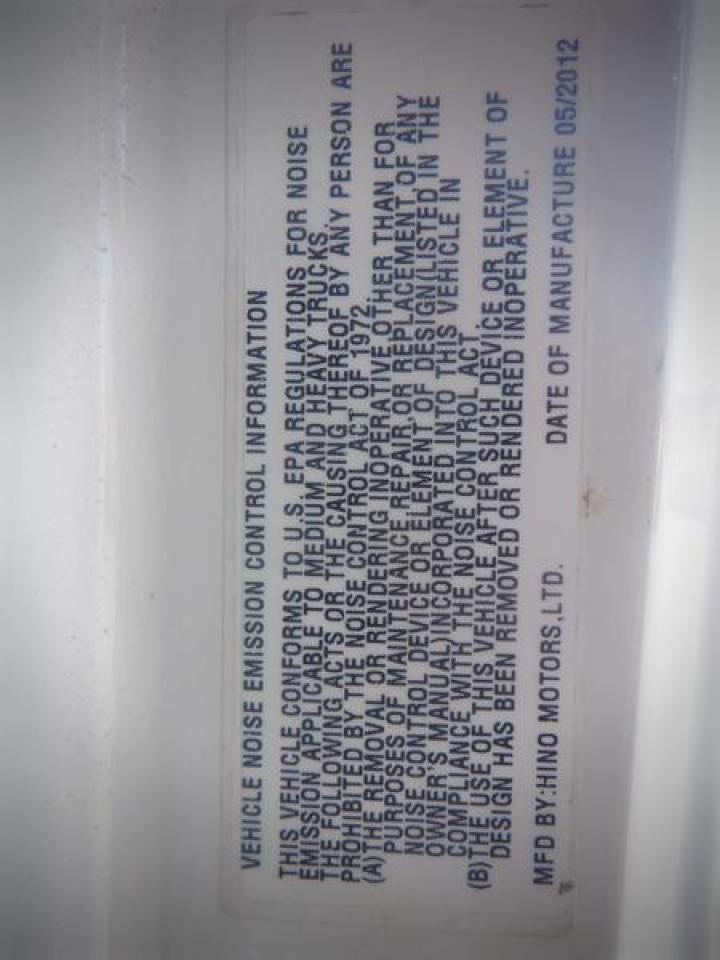 VEHICLE NOISE EMISSION CONTROL INFORMATION
THIS VEHICLE CONFORMS TO U.S. EPA REGULATIONS FOR NOISE
EMISSION APPLICABLE TO MEDIUM AND HEAVY TRUCKS.
THE FOLLOWING ACTS OR THE CAUSING THEREOF BY ANY PERSON ARE
PROHIBITED BY THE NOISE CONTROL ACT OF 1972.
(A) THE REMOVAL OR RENDERING INOPERATIVE, OTHER THAN FOR
PURPOSES OF MAINTENANCE,REPAIR,OR REPLACEMENT,OF ANY
NOISE CONTROL DEVICE OR ELEMENT OF DESIGN(LISTED IN THE
OWNER'S MANUAL)INCORPORATED INTO THIS VEHICLE IN
COMPLIANCE WITH THE NOISE CONTROL ACT.
(B) THE USE OF THIS VEHICLE AFTER SUCH DEVICE OR ELEMENT OF
DESIGN HAS BEEN REMOVED OR RENDERED INOPERATIVE.
MFD BY:HINO MOTORS,LTD. DATE OF MANUFACTURE 05/2012